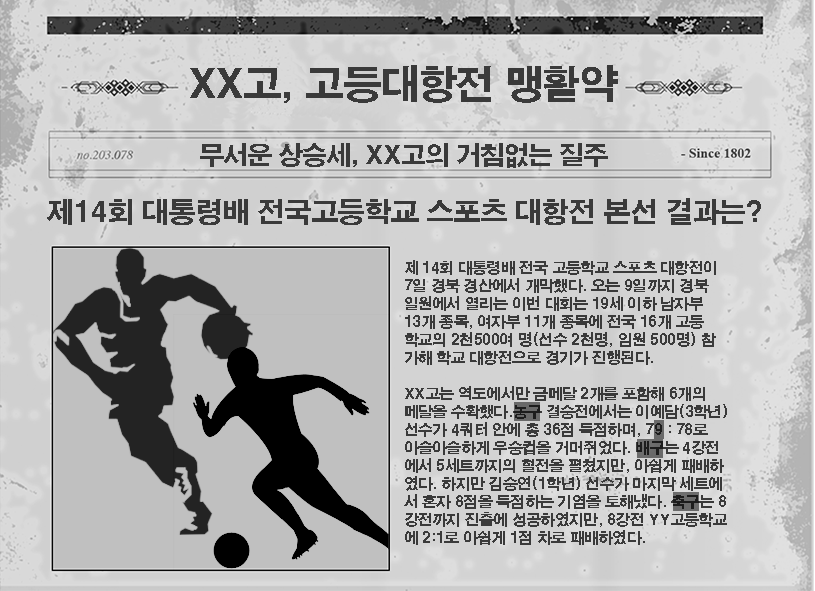 XX고, 고등대항전 맹활약
no.203.078
무서운 상승세, XX고의 거침없는 질주
- Since 1802
제14회 대통령배 전국고등학교 스포츠 대항전 본선 결과는?
제 14회 대통령배 전국 고등학교 스포츠 대항전이
7일 경북 경산에서 개막했다. 오는 9일까지 경북
일원에서 열리는 이번 대회는 19세 이하 남자부
13개 종목, 여자부 11개 종목에 전국 16개 고등
학교의 2천500여 명(선수 2천명, 임원 500명) 참
가해 학교 대항전으로 경기가 진행된다.
XX고는 역도에서만 금메달 2개를 포함해 6개의
메달을 수확했다.농구 결승전에서는 이예담(3학년)
선수가 4쿼터 안에 총 36점 득점하며, 79 : 78로
아슬아슬하게 우승컵을 거머쥐었다. 배구는 4강전
에서 5세트까지의 혈전을 펼쳤지만, 아쉽게 패배하
였다. 하지만 김승연(1학년) 선수가 마지막 세트에
서 혼자 8점을 득점하는 기염을 토해냈다. 축구는 8
강전까지 진출에 성공하였지만, 8강전 YY고등학교
에 2:1로 아쉽게 1점 차로 패배하였다.